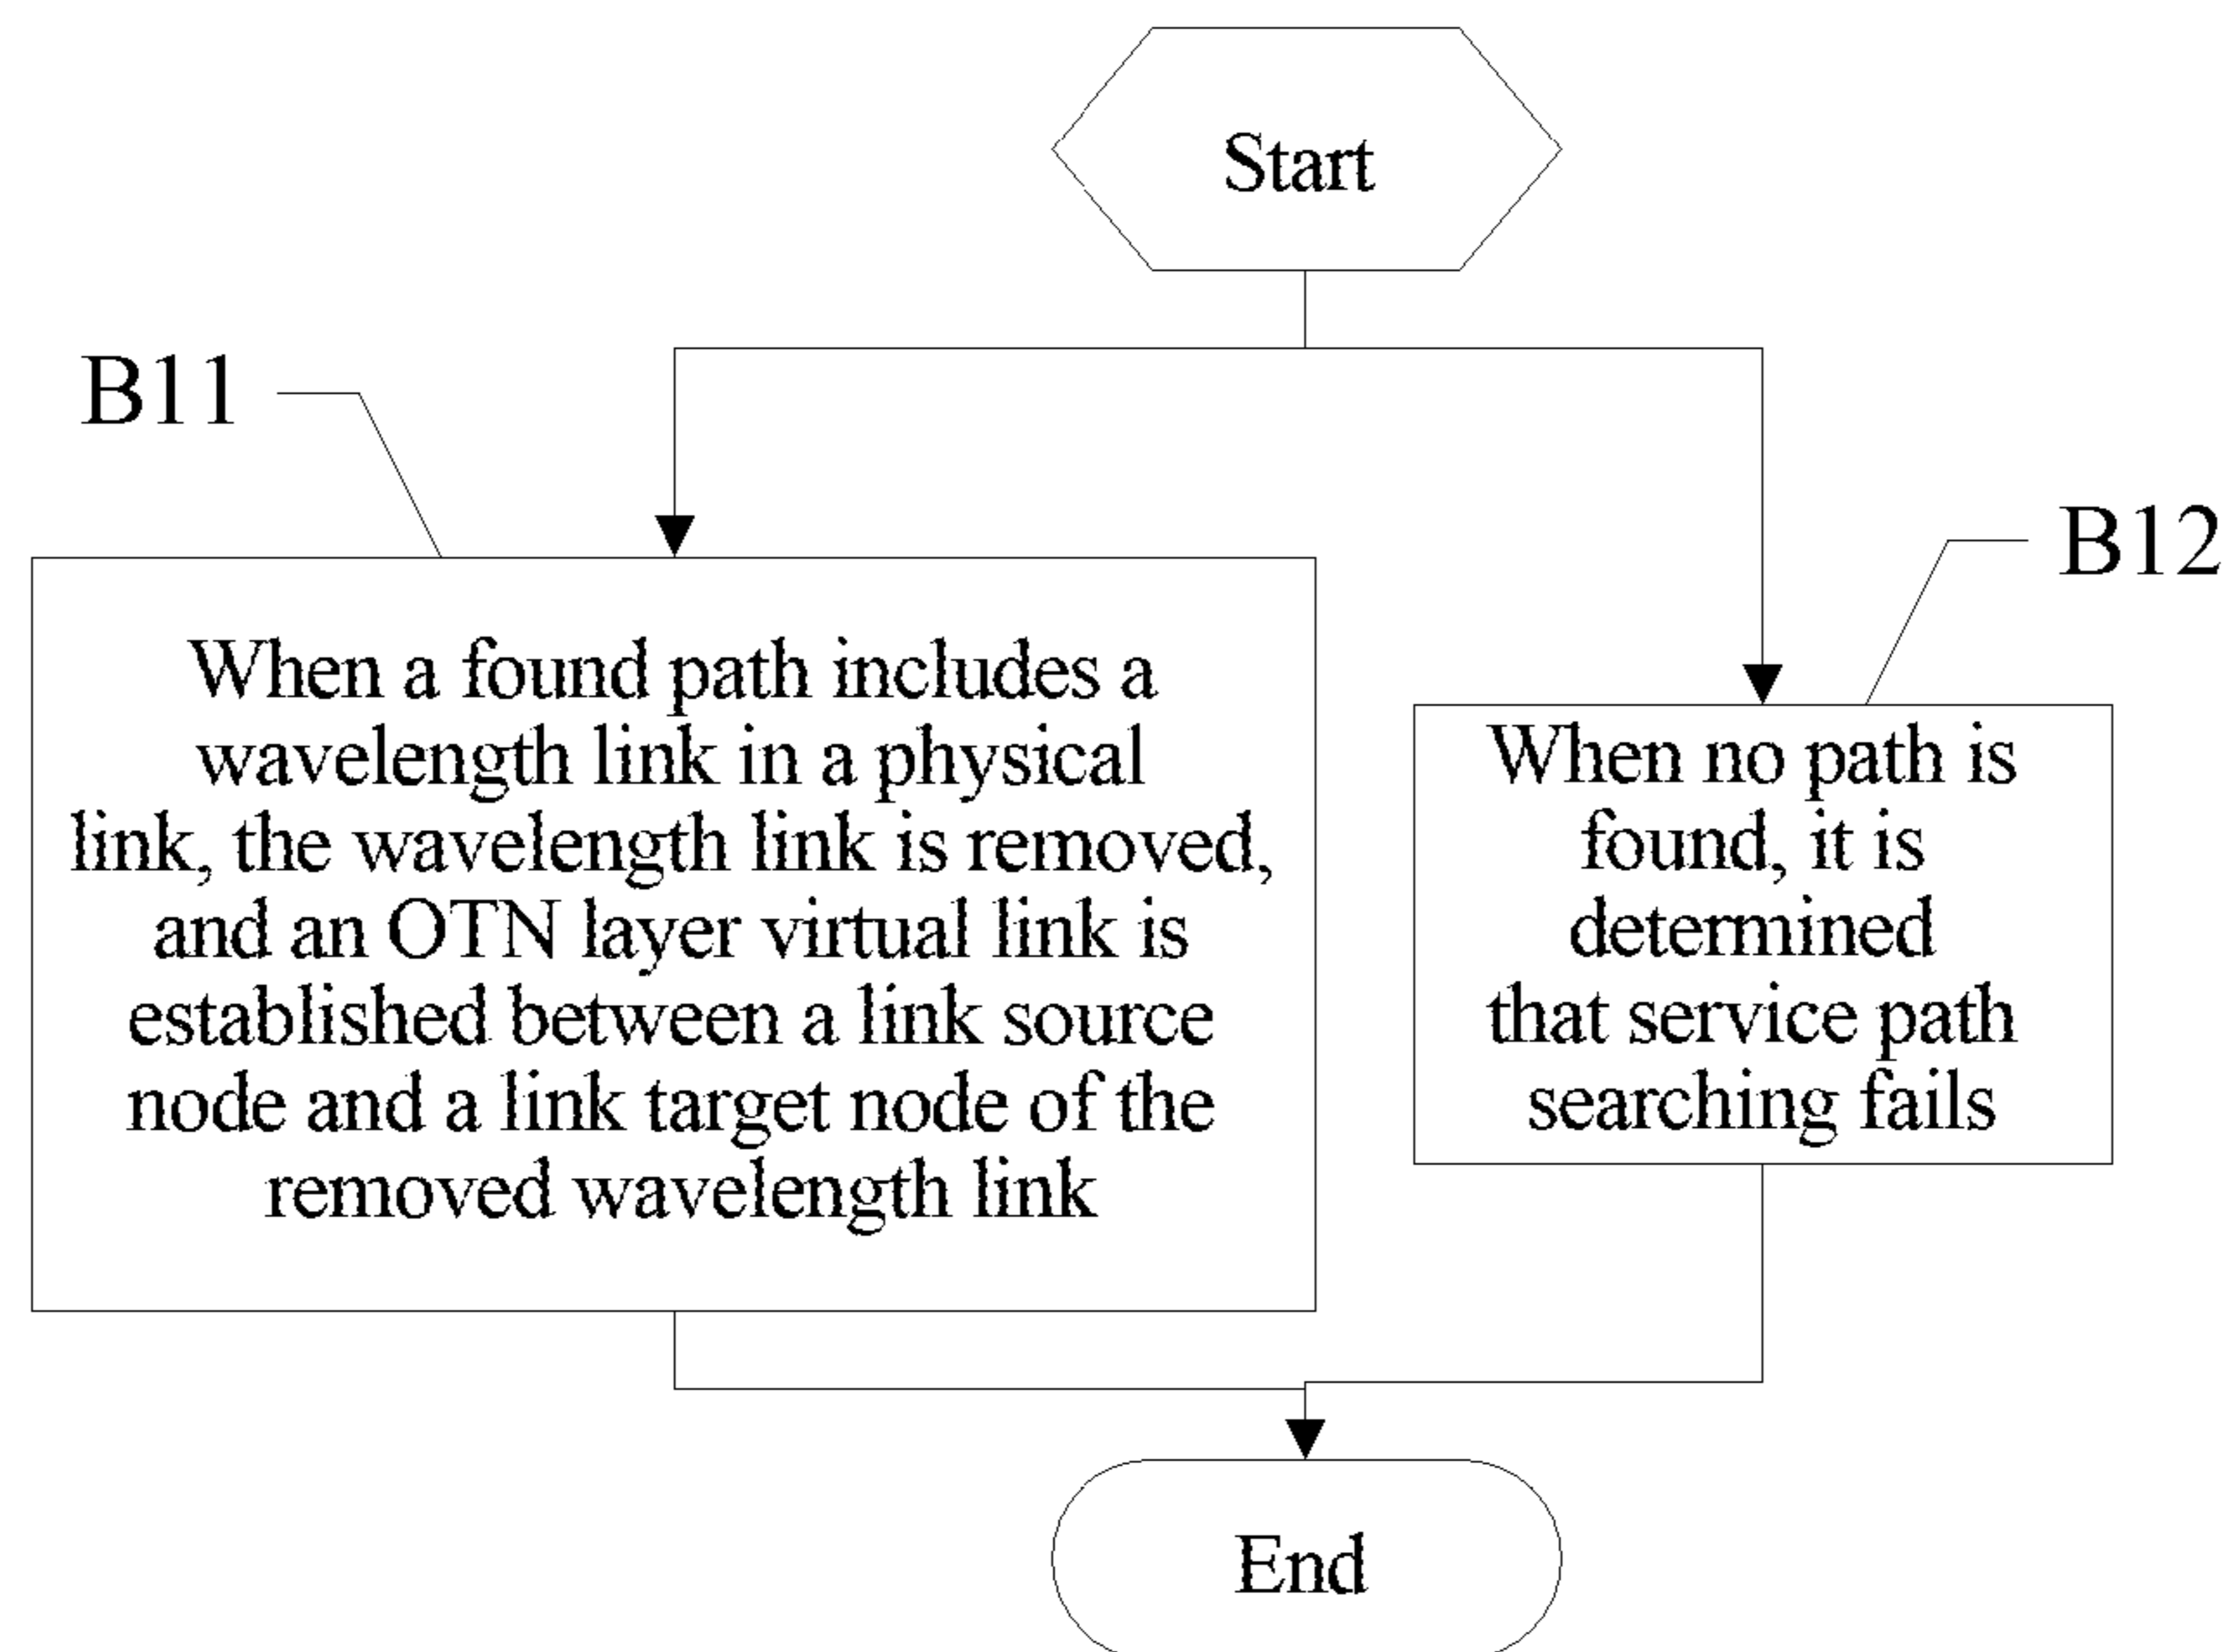 Start
B11
B12
When a found path includes a
wavelength link in a physical
link, the wavelength link is removed,
and an OTN layer virtual link is
established between a link source
node and a link target node of the
removed wavelength link
When no path is
found, it is
determined
that service path
searching fails
End